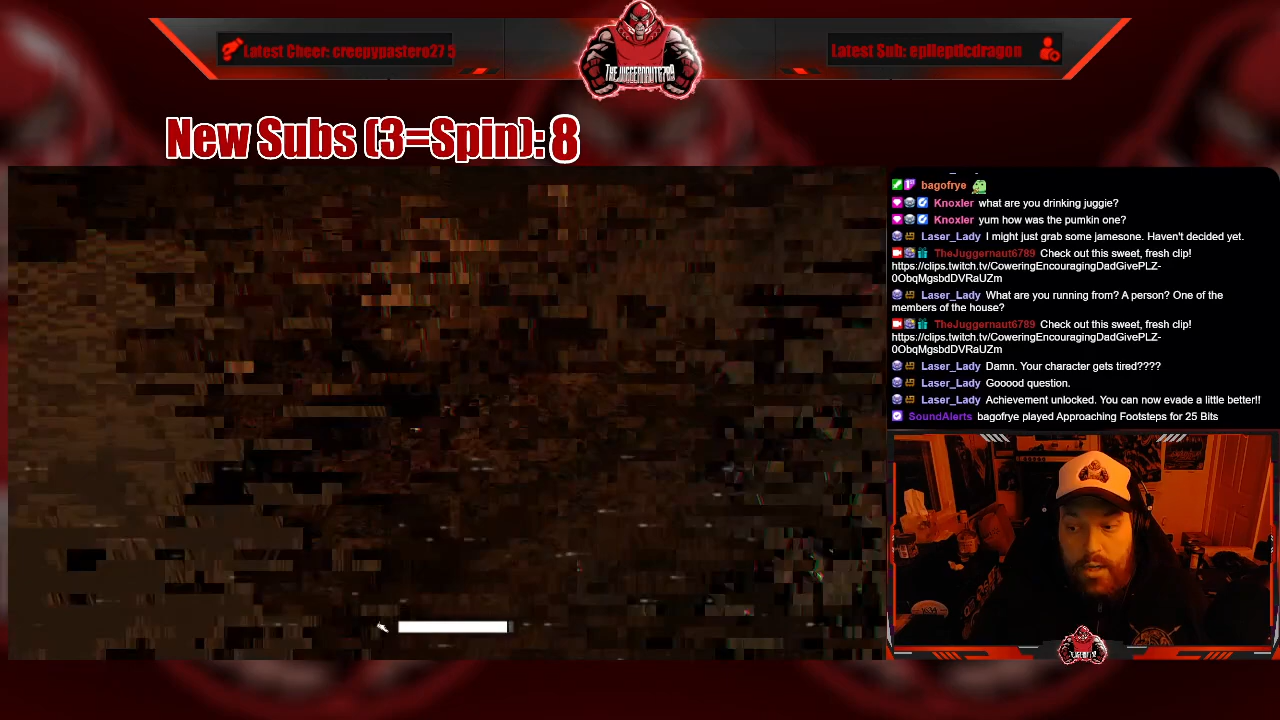 Latest Cheer: creepypastero27 5
THEJUGGERNAUT6789
Latest Sub: epilepticdragon
New Subs (3=Spin): 8
bagofrye
Knoxler what are you drinking juggie?
Knoxler yum how was the pumkin one?
Laser_Lady I might just grab some jamesone. Haven't decided yet.
TheJuggernaut6789 Check out this sweet, fresh clip!
https://clips.twitch.tv/CoweringEncouragingDadGivePLZ-
0ObqMgsbdDVRaUZm
Laser_Lady What are you running from? A person? One of the
members of the house?
TheJuggernaut6789 Check out this sweet, fresh clip!
https://clips.twitch.tv/CoweringEncouragingDadGivePLZ-
0ObqMgsbdDVRaUZm
Laser_Lady Damn. Your character gets tired????
Laser_Lady Gooood question.
Laser_Lady Achievement unlocked. You can now evade a little better!!
SoundAlerts bagofrye played Approaching Footsteps for 25 Bits